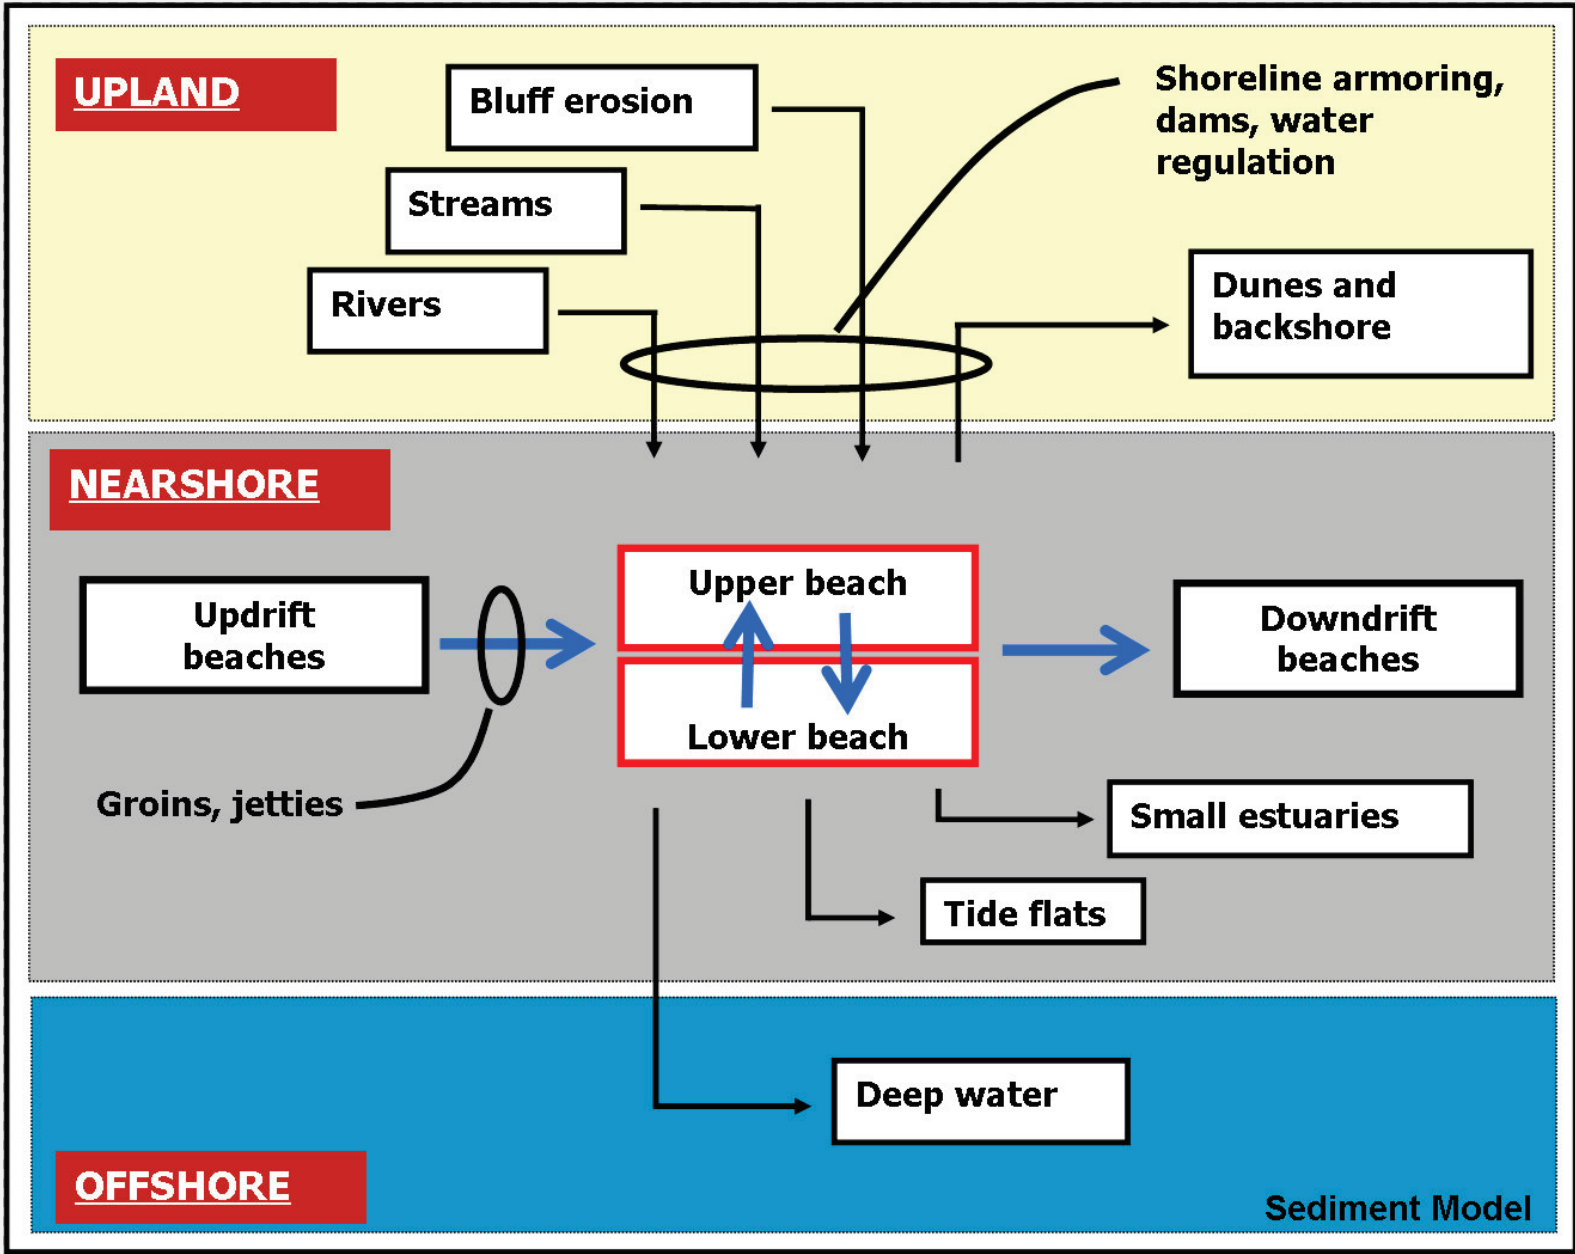 UPLAND
Bluff erosion
Streams
Rivers
Shoreline armoring,
dams, water
regulation
Dunes and
backshore
NEARSHORE
Updrift
beaches
Upper beach
Lower beach
Downdrift
beaches
Groins, jetties
Small estuaries
Tide flats
Deep water
OFFSHORE
Sediment Model